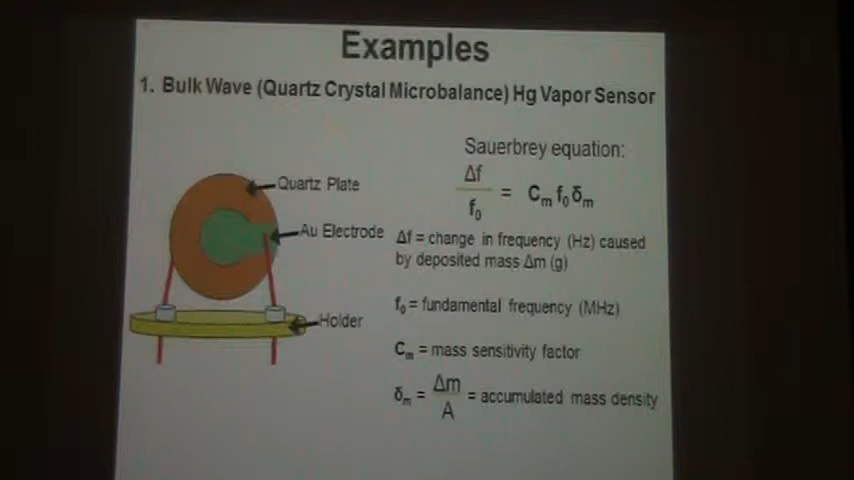 Examples
1. Bulk Wave (Quartz Crystal Microbalance) Hg Vapor Sensor
Quartz Plate
Au Electrode
Holder
Sauerbrey equation:
Δf
f₀
= Cₘ f₀ δₘ
Δf = change in frequency (Hz) caused
by deposited mass Δm (g)
f₀ = fundamental frequency (MHz)
Cₘ = mass sensitivity factor
δₘ = Δm/A = accumulated mass density